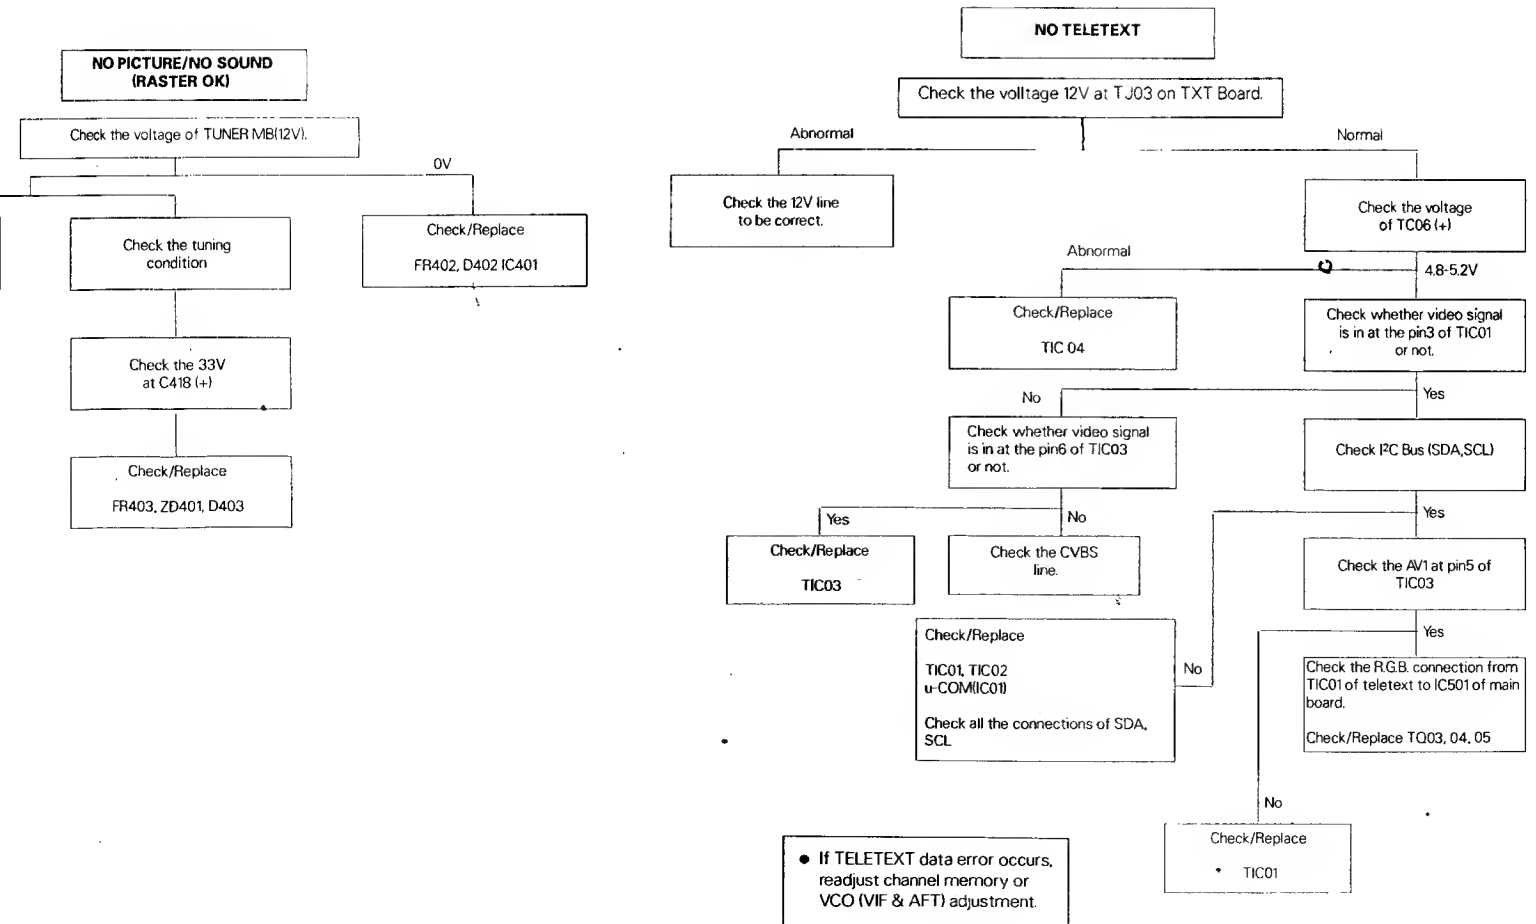 NO PICTURE/NO SOUND
(RASTER OK)
Check the voltage of TUNER MB(12V).
0V
Check the tuning
condition
Check/Replace
FR402, D402 IC401
Check the 33V
at C418 (+)
Check/Replace
FR403, ZD401, D403
NO TELETEXT
Check the volltage 12V at TJ03 on TXT Board.
Abnormal
Normal
Check the 12V line
to be correct.
Check the voltage
of TC06 (+)
Abnormal
4.8-5.2V
Check/Replace
TIC 04
Check whether video signal
is in at the pin3 of TIC01
or not.
No
Yes
Check whether video signal
is in at the pin6 of TIC03
or not.
Check I²C Bus (SDA,SCL)
Yes
No
Yes
Check/Replace
TIC03
Check the CVBS
line.
Check the AV1 at pin5 of
TIC03
Yes
Check/Replace
TIC01, TIC02
u-COM(IC01)
Check all the connections of SDA,
SCL
No
Check the R.G.B. connection from
TIC01 of teletext to IC501 of main
board.
Check/Replace TQ03, 04, 05
No
Check/Replace
TIC01
● If TELETEXT data error occurs,
readjust channel memory or
VCO (VIF & AFT) adjustment.